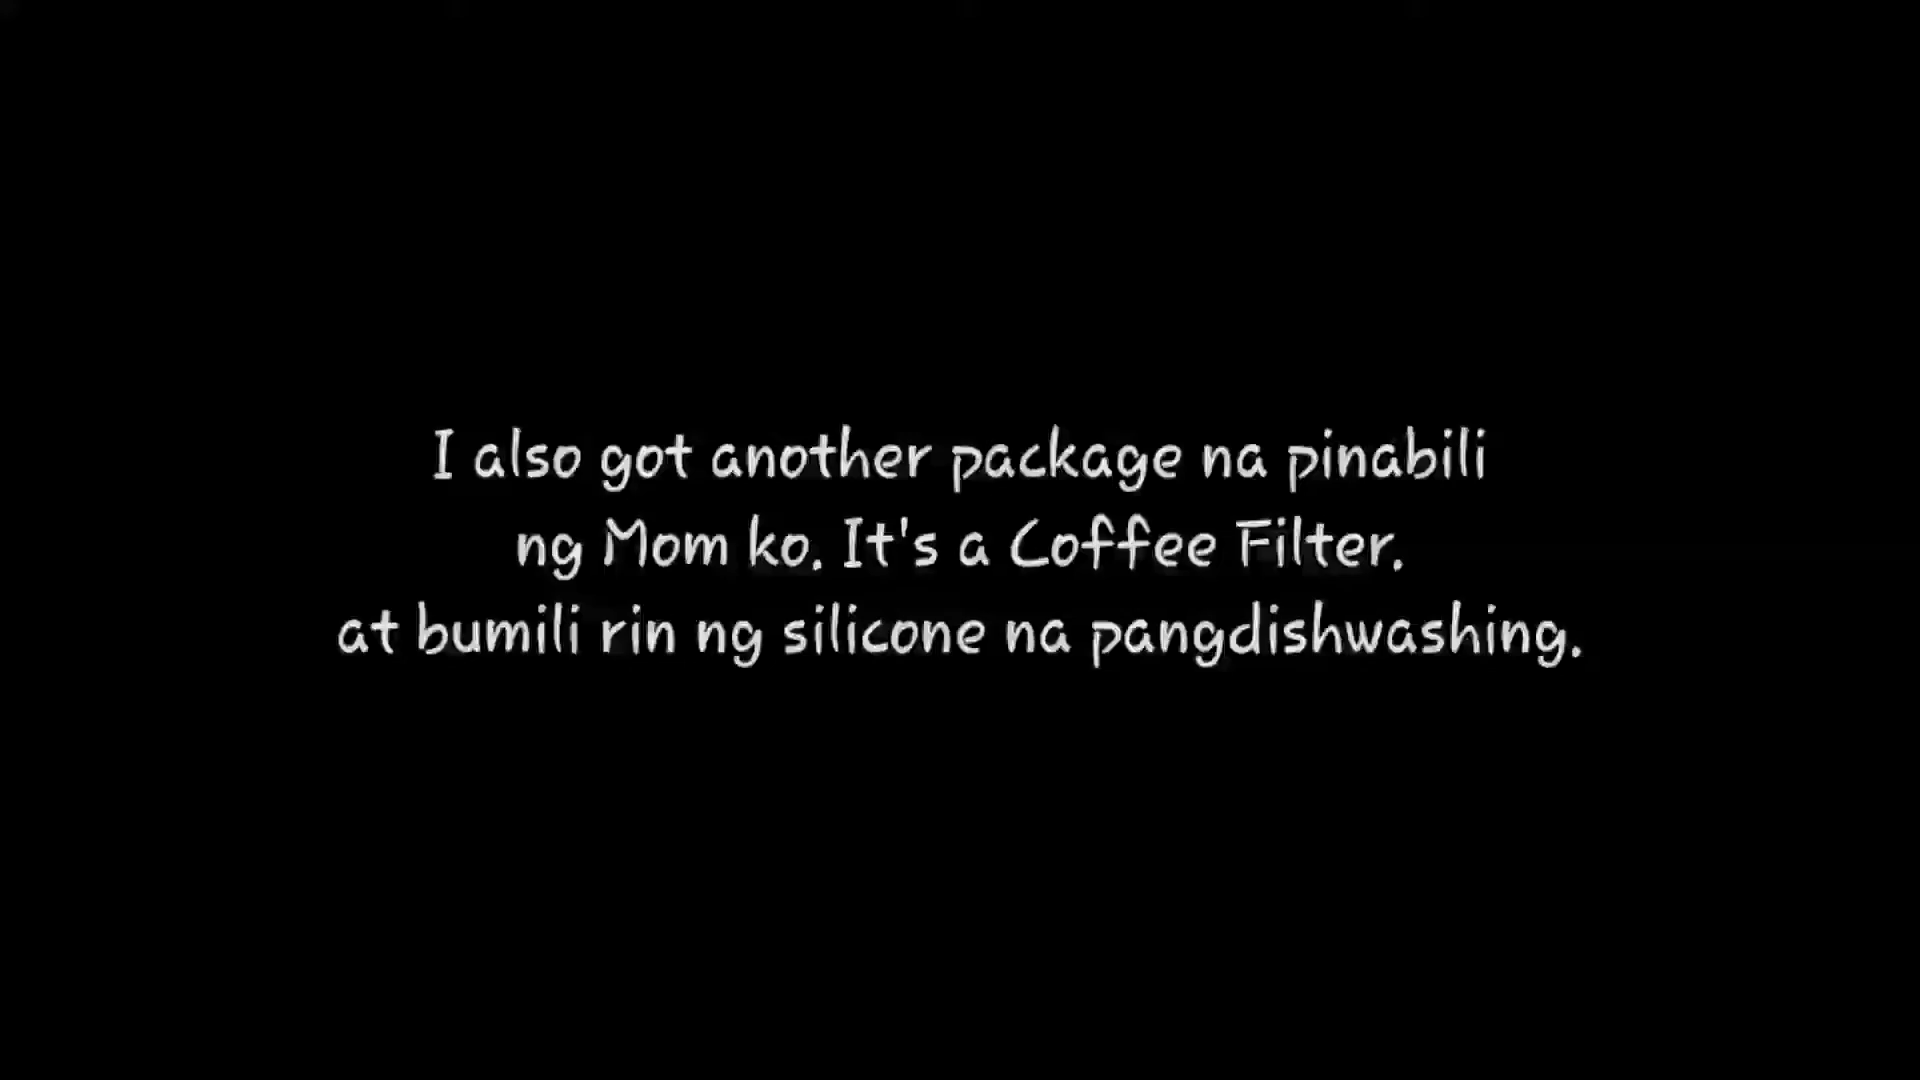 I also got another package na pinabili
ng Mom ko. It's a Coffee Filter.
at bumili rin ng silicone na pangdishwashing.